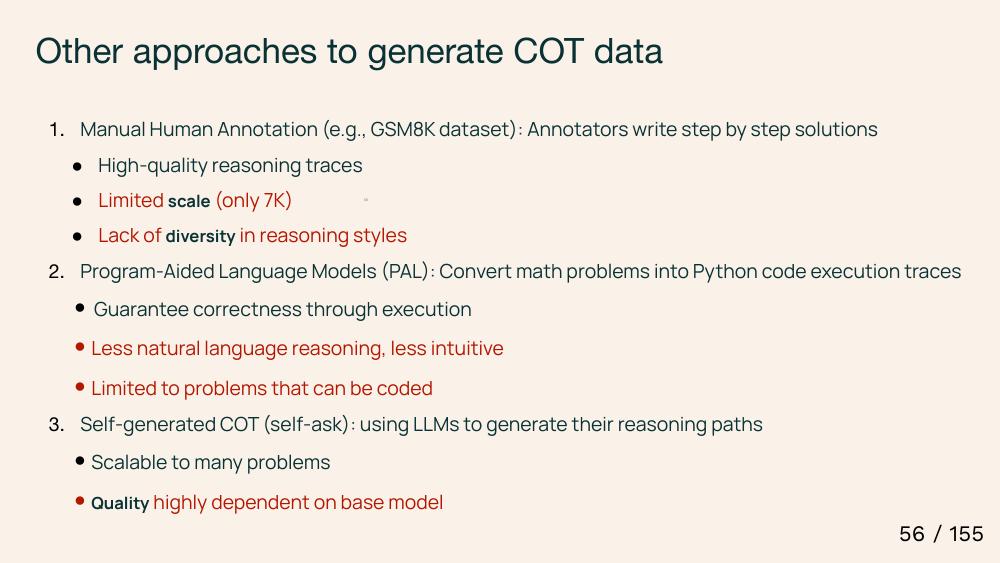 Other approaches to generate COT data
1. Manual Human Annotation (e.g., GSM8K dataset): Annotators write step by step solutions
● High-quality reasoning traces
● Limited scale (only 7K)
● Lack of diversity in reasoning styles
2. Program-Aided Language Models (PAL): Convert math problems into Python code execution traces
● Guarantee correctness through execution
● Less natural language reasoning, less intuitive
● Limited to problems that can be coded
3. Self-generated COT (self-ask): using LLMs to generate their reasoning paths
● Scalable to many problems
● Quality highly dependent on base model
56 / 155